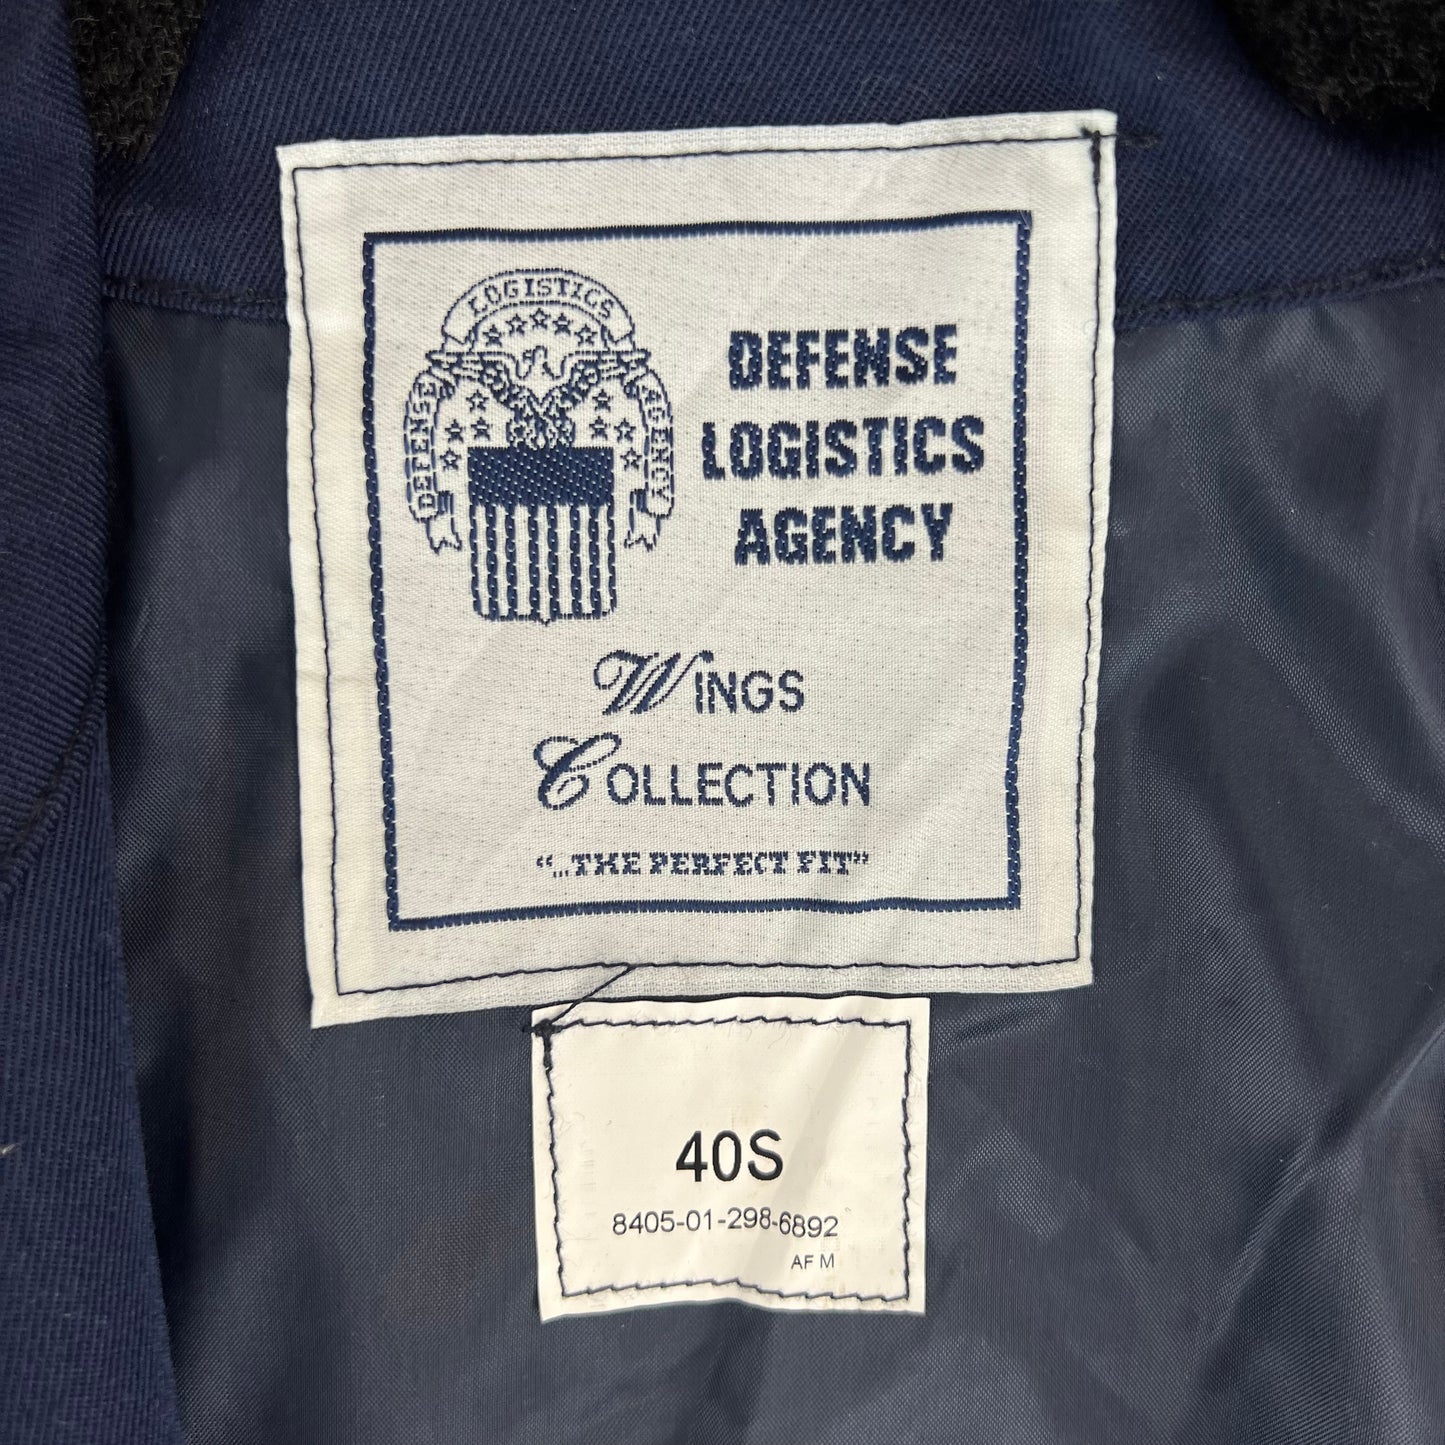 LOGISTICS
DEFENSE
AGENCY
DEFENSE
LOGISTICS
AGENCY
WINGS
COLLECTION
"...THE PERFECT FIT"
40S
8405-01-298-6892
AF M